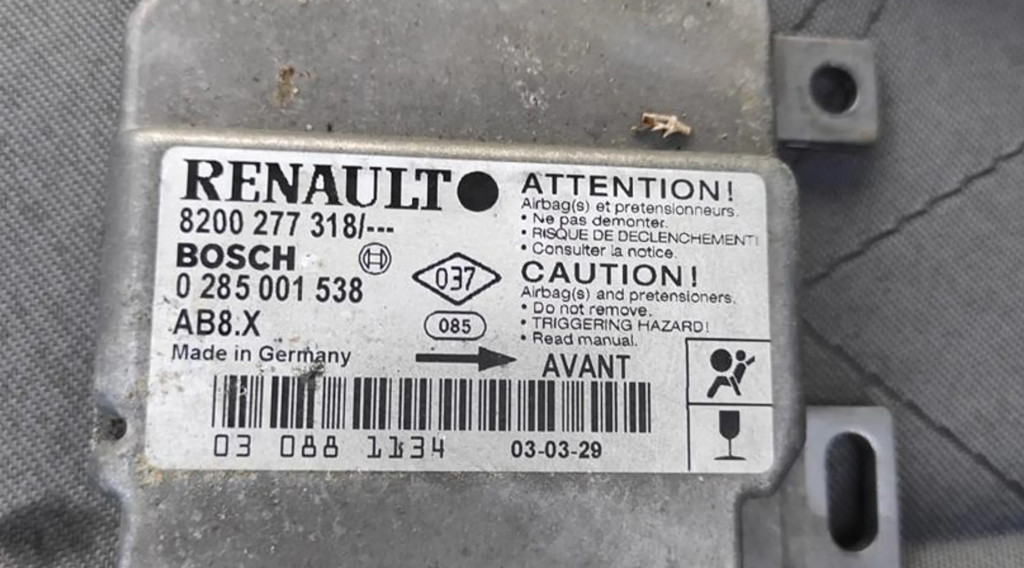 RENAULT
8200 277 318/---
BOSCH
0 285 001 538
AB8.X
Made in Germany
037
085
ATTENTION!
Airbag(s) et pretensionneurs.
• Ne pas demonter.
• RISQUE DE DECLENCHEMENT!
• Consulter la notice.
CAUTION!
Airbag(s) and pretensioners.
• Do not remove.
• TRIGGERING HAZARD!
• Read manual.
AVANT
03 088 1134
03-03-29